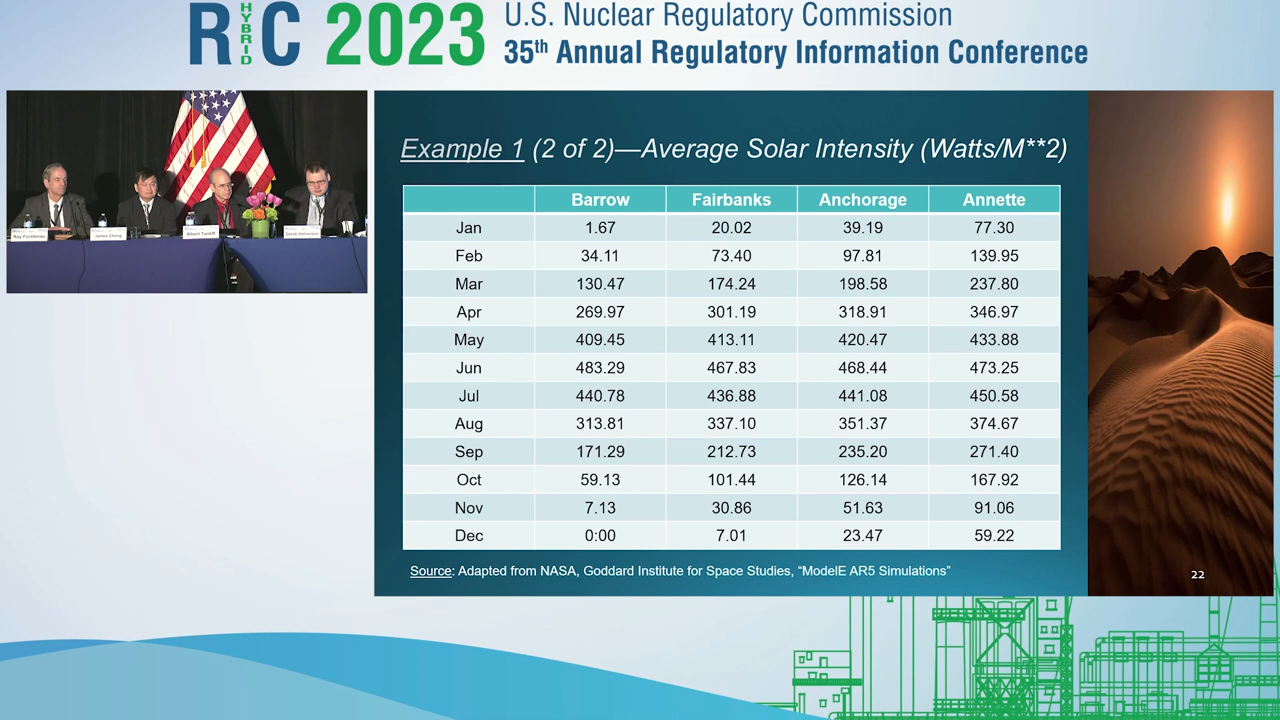 RIC HYBRID 2023
U.S. Nuclear Regulatory Commission
35th Annual Regulatory Information Conference
Ray Furstenau
James Chang
Albert
Derek
Example 1 (2 of 2)—Average Solar Intensity (Watts/M**2)
Barrow Fairbanks Anchorage Annette
Jan 1.67 20.02 39.19 77.30
Feb 34.11 73.40 97.81 139.95
Mar 130.47 174.24 198.58 237.80
Apr 269.97 301.19 318.91 346.97
May 409.45 413.11 420.47 433.88
Jun 483.29 467.83 468.44 473.25
Jul 440.78 436.88 441.08 450.58
Aug 313.81 337.10 351.37 374.67
Sep 171.29 212.73 235.20 271.40
Oct 59.13 101.44 126.14 167.92
Nov 7.13 30.86 51.63 91.06
Dec 0:00 7.01 23.47 59.22
Source: Adapted from NASA, Goddard Institute for Space Studies, “ModelE AR5 Simulations”
22